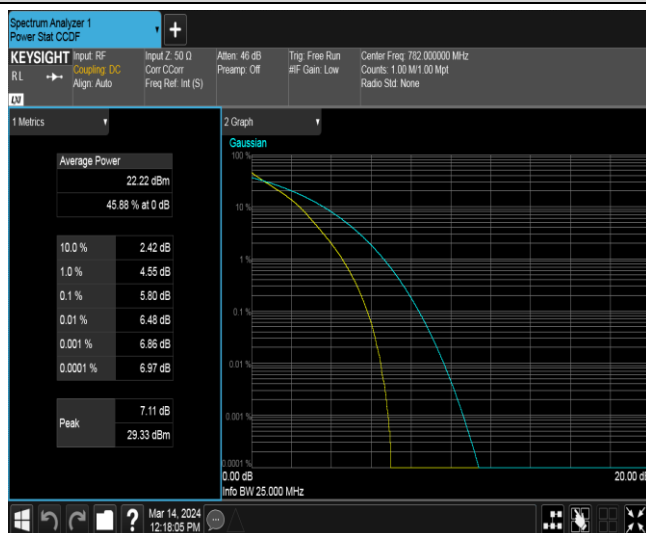 Spectrum Analyzer 1
Power Stat CCDF
+
KEYSIGHT Input: RF Input Z: 50 Ω Atten: 46 dB Trig: Free Run Center Freq: 782.000000 MHz
RL Coupling: DC Corr CCorr Preamp: Off #IF Gain: Low Counts: 1.00 M/1.00 Mpt
Align: Auto Freq Ref: Int (S) Radio Std: None
LXI
1 Metrics
Average Power
22.22 dBm
45.88 % at 0 dB
10.0 % 2.42 dB
1.0 % 4.55 dB
0.1 % 5.80 dB
0.01 % 6.48 dB
0.001 % 6.86 dB
0.0001 % 6.97 dB
Peak 7.11 dB
29.33 dBm
2 Graph
Gaussian
100 %
10 %
1 %
0.1 %
0.01 %
0.001 %
0.0001 %
0.00 dB 20.00 dB
Info BW 25.000 MHz
? Mar 14, 2024
12:18:05 PM